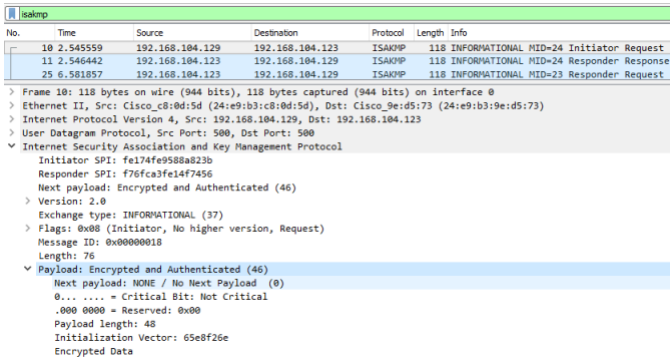 isakmp
No. Time Source Destination Protocol Length Info
10 2.545559 192.168.104.129 192.168.104.123 ISAKMP 118 INFORMATIONAL MID=24 Initiator Request
11 2.546442 192.168.104.123 192.168.104.129 ISAKMP 118 INFORMATIONAL MID=24 Responder Response
25 6.581857 192.168.104.123 192.168.104.129 ISAKMP 118 INFORMATIONAL MID=23 Responder Request
Frame 10: 118 bytes on wire (944 bits), 118 bytes captured (944 bits) on interface 0
Ethernet II, Src: Cisco_c8:0d:5d (24:e9:b3:c8:0d:5d), Dst: Cisco_9e:d5:73 (24:e9:b3:9e:d5:73)
Internet Protocol Version 4, Src: 192.168.104.129, Dst: 192.168.104.123
User Datagram Protocol, Src Port: 500, Dst Port: 500
Internet Security Association and Key Management Protocol
Initiator SPI: fe174fe9588a823b
Responder SPI: f76fca3fe14f7456
Next payload: Encrypted and Authenticated (46)
Version: 2.0
Exchange type: INFORMATIONAL (37)
Flags: 0x08 (Initiator, No higher version, Request)
Message ID: 0x00000018
Length: 76
Payload: Encrypted and Authenticated (46)
Next payload: NONE / No Next Payload (0)
0... .... = Critical Bit: Not Critical
.000 0000 = Reserved: 0x00
Payload length: 48
Initialization Vector: 65e8f26e
Encrypted Data